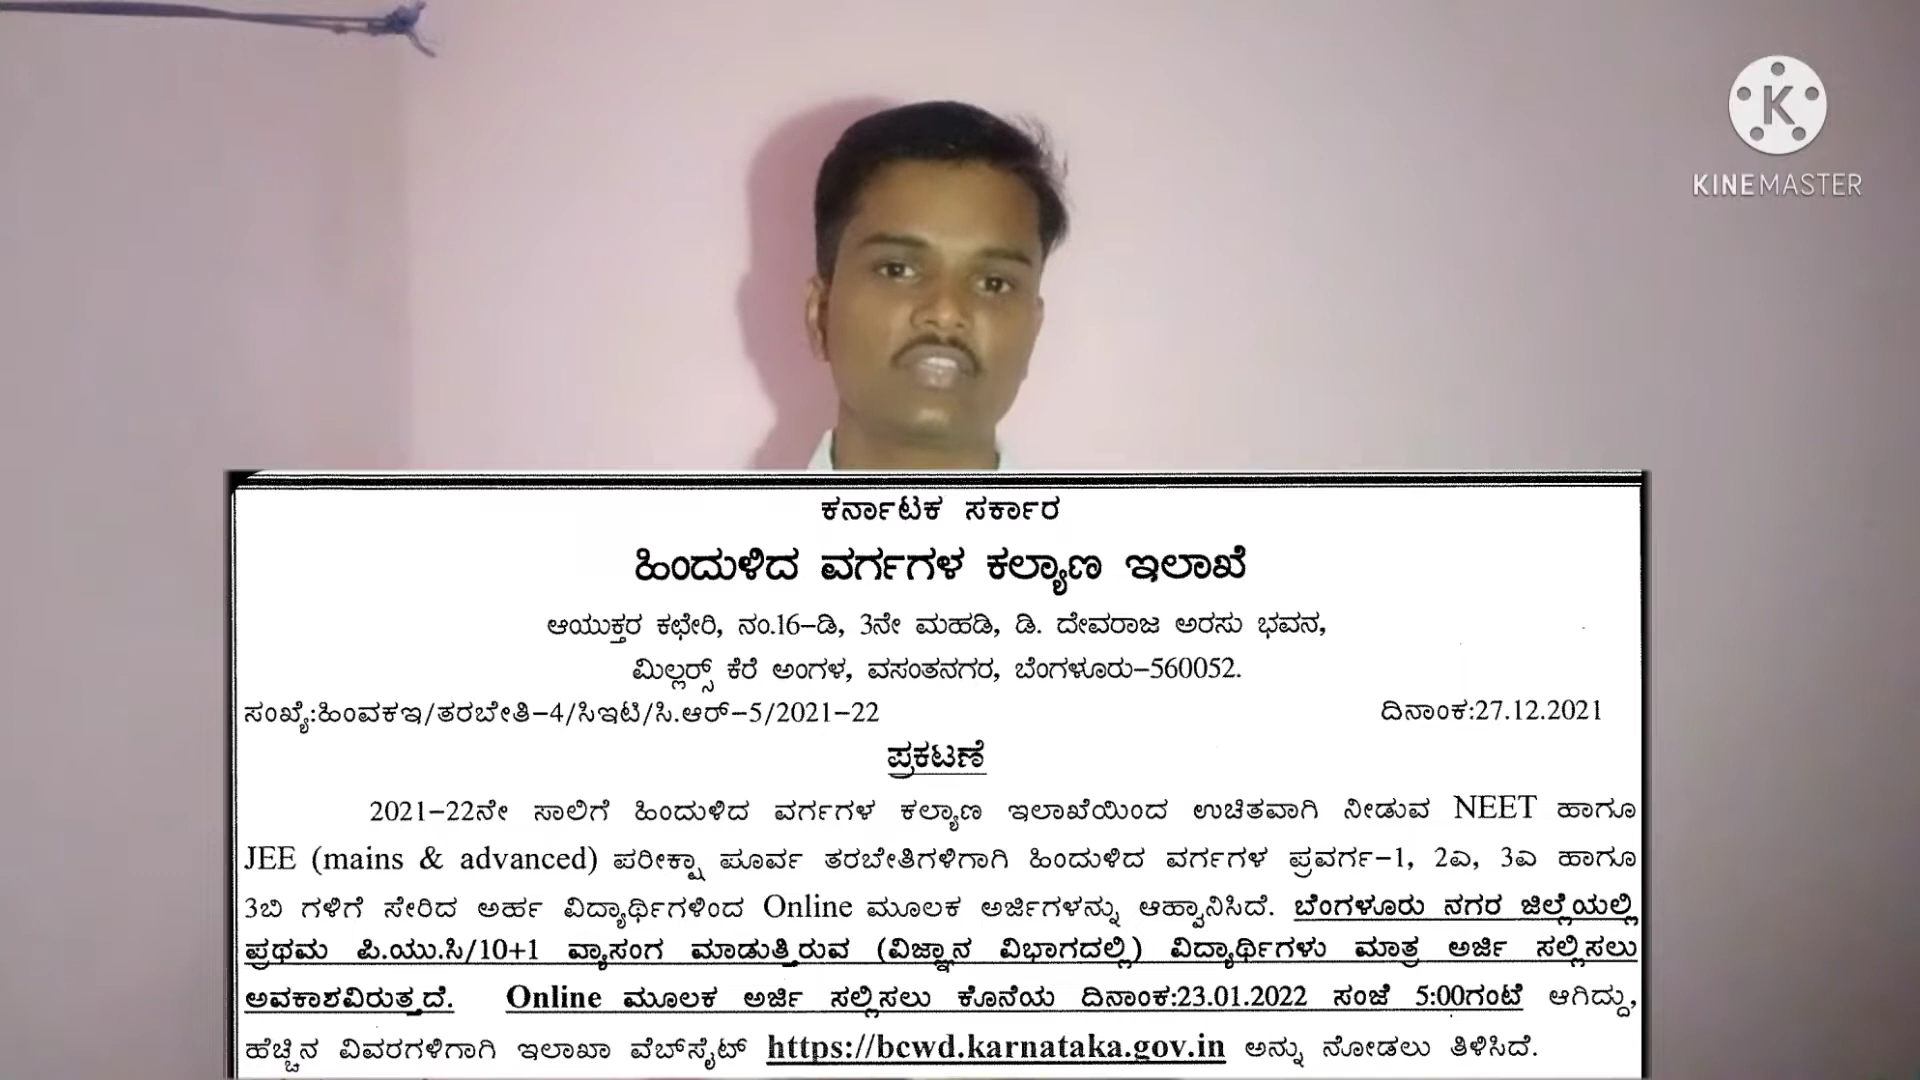 KINEMASTER
ಕರ್ನಾಟಕ ಸರ್ಕಾರ
ಹಿಂದುಳಿದ ವರ್ಗಗಳ ಕಲ್ಯಾಣ ಇಲಾಖೆ
ಆಯುಕ್ತರ ಕಛೇರಿ, ನಂ.16-ಡಿ, 3ನೇ ಮಹಡಿ, ಡಿ. ದೇವರಾಜ ಅರಸು ಭವನ,
ಮಿಲ್ಲರ್ಸ್ ಕೆರೆ ಅಂಗಳ, ವಸಂತನಗರ, ಬೆಂಗಳೂರು-560052.
ಸಂಖ್ಯೆ:ಹಿಂವಕಇ/ತರಬೇತಿ-4/ಸಿಇಟಿ/ಸಿ.ಆರ್-5/2021-22 ದಿನಾಂಕ:27.12.2021
ಪ್ರಕಟಣೆ
2021-22ನೇ ಸಾಲಿಗೆ ಹಿಂದುಳಿದ ವರ್ಗಗಳ ಕಲ್ಯಾಣ ಇಲಾಖೆಯಿಂದ ಉಚಿತವಾಗಿ ನೀಡುವ NEET ಹಾಗೂ
JEE (mains & advanced) ಪರೀಕ್ಷಾ ಪೂರ್ವ ತರಬೇತಿಗಳಿಗಾಗಿ ಹಿಂದುಳಿದ ವರ್ಗಗಳ ಪ್ರವರ್ಗ-1, 2ಎ, 3ಎ ಹಾಗೂ
3ಬಿ ಗಳಿಗೆ ಸೇರಿದ ಅರ್ಹ ವಿದ್ಯಾರ್ಥಿಗಳಿಂದ Online ಮೂಲಕ ಅರ್ಜಿಗಳನ್ನು ಆಹ್ವಾನಿಸಿದೆ. ಬೆಂಗಳೂರು ನಗರ ಜಿಲ್ಲೆಯಲ್ಲಿ
ಪ್ರಥಮ ಪಿ.ಯು.ಸಿ/10+1 ವ್ಯಾಸಂಗ ಮಾಡುತ್ತಿರುವ (ವಿಜ್ಞಾನ ವಿಭಾಗದಲ್ಲಿ) ವಿದ್ಯಾರ್ಥಿಗಳು ಮಾತ್ರ ಅರ್ಜಿ ಸಲ್ಲಿಸಲು
ಅವಕಾಶವಿರುತ್ತದೆ. Online ಮೂಲಕ ಅರ್ಜಿ ಸಲ್ಲಿಸಲು ಕೊನೆಯ ದಿನಾಂಕ:23.01.2022 ಸಂಜೆ 5:00ಗಂಟೆ ಆಗಿದ್ದು,
ಹೆಚ್ಚಿನ ವಿವರಗಳಿಗಾಗಿ ಇಲಾಖಾ ವೆಬ್‌ಸೈಟ್ https://bcwd.karnataka.gov.in ಅನ್ನು ನೋಡಲು ತಿಳಿಸಿದೆ.